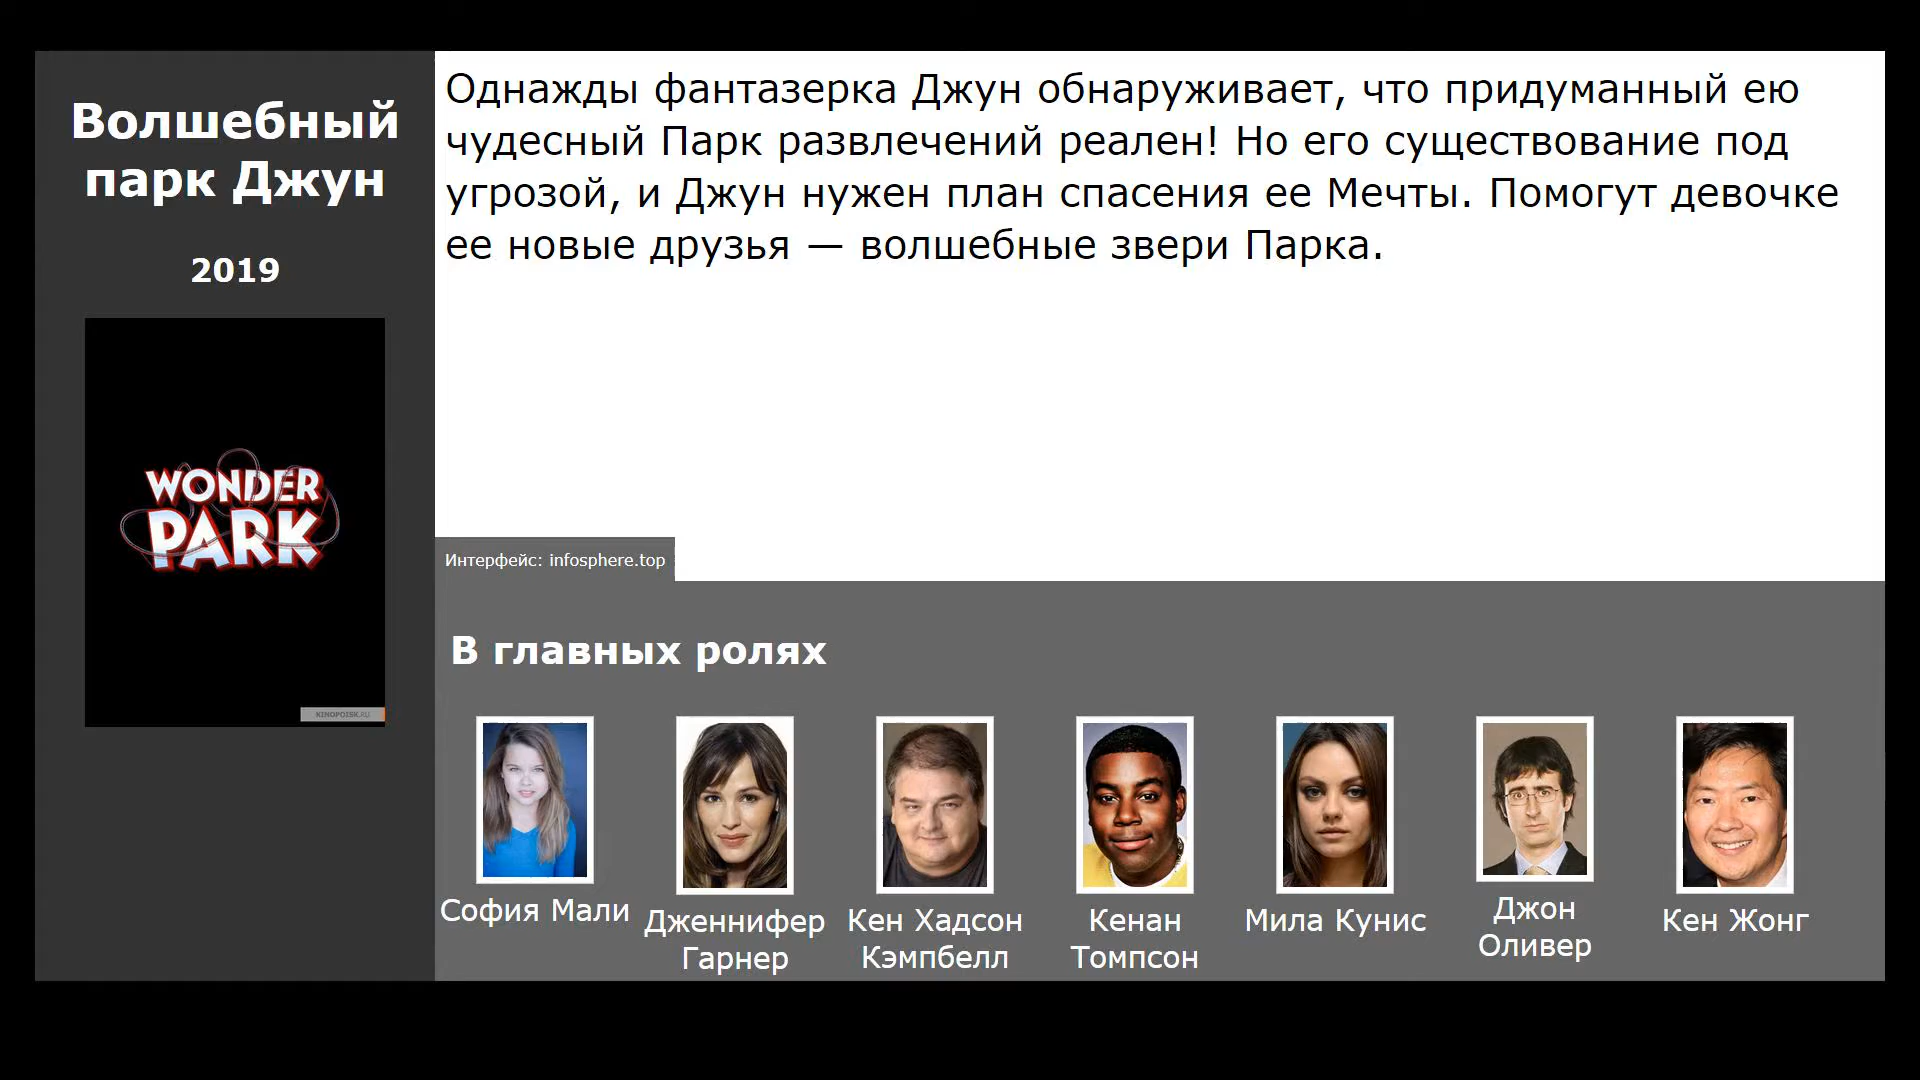 Волшебный
парк Джун
2019
WONDER
PARK
KINOPOISK.RU
Однажды фантазерка Джун обнаруживает, что придуманный ею
чудесный Парк развлечений реален! Но его существование под
угрозой, и Джун нужен план спасения ее Мечты. Помогут девочке
ее новые друзья — волшебные звери Парка.
Интерфейс: infosphere.top
В главных ролях
София Мали
Дженнифер
Гарнер
Кен Хадсон
Кэмпбелл
Кенан
Томпсон
Мила Кунис
Джон
Оливер
Кен Жонг